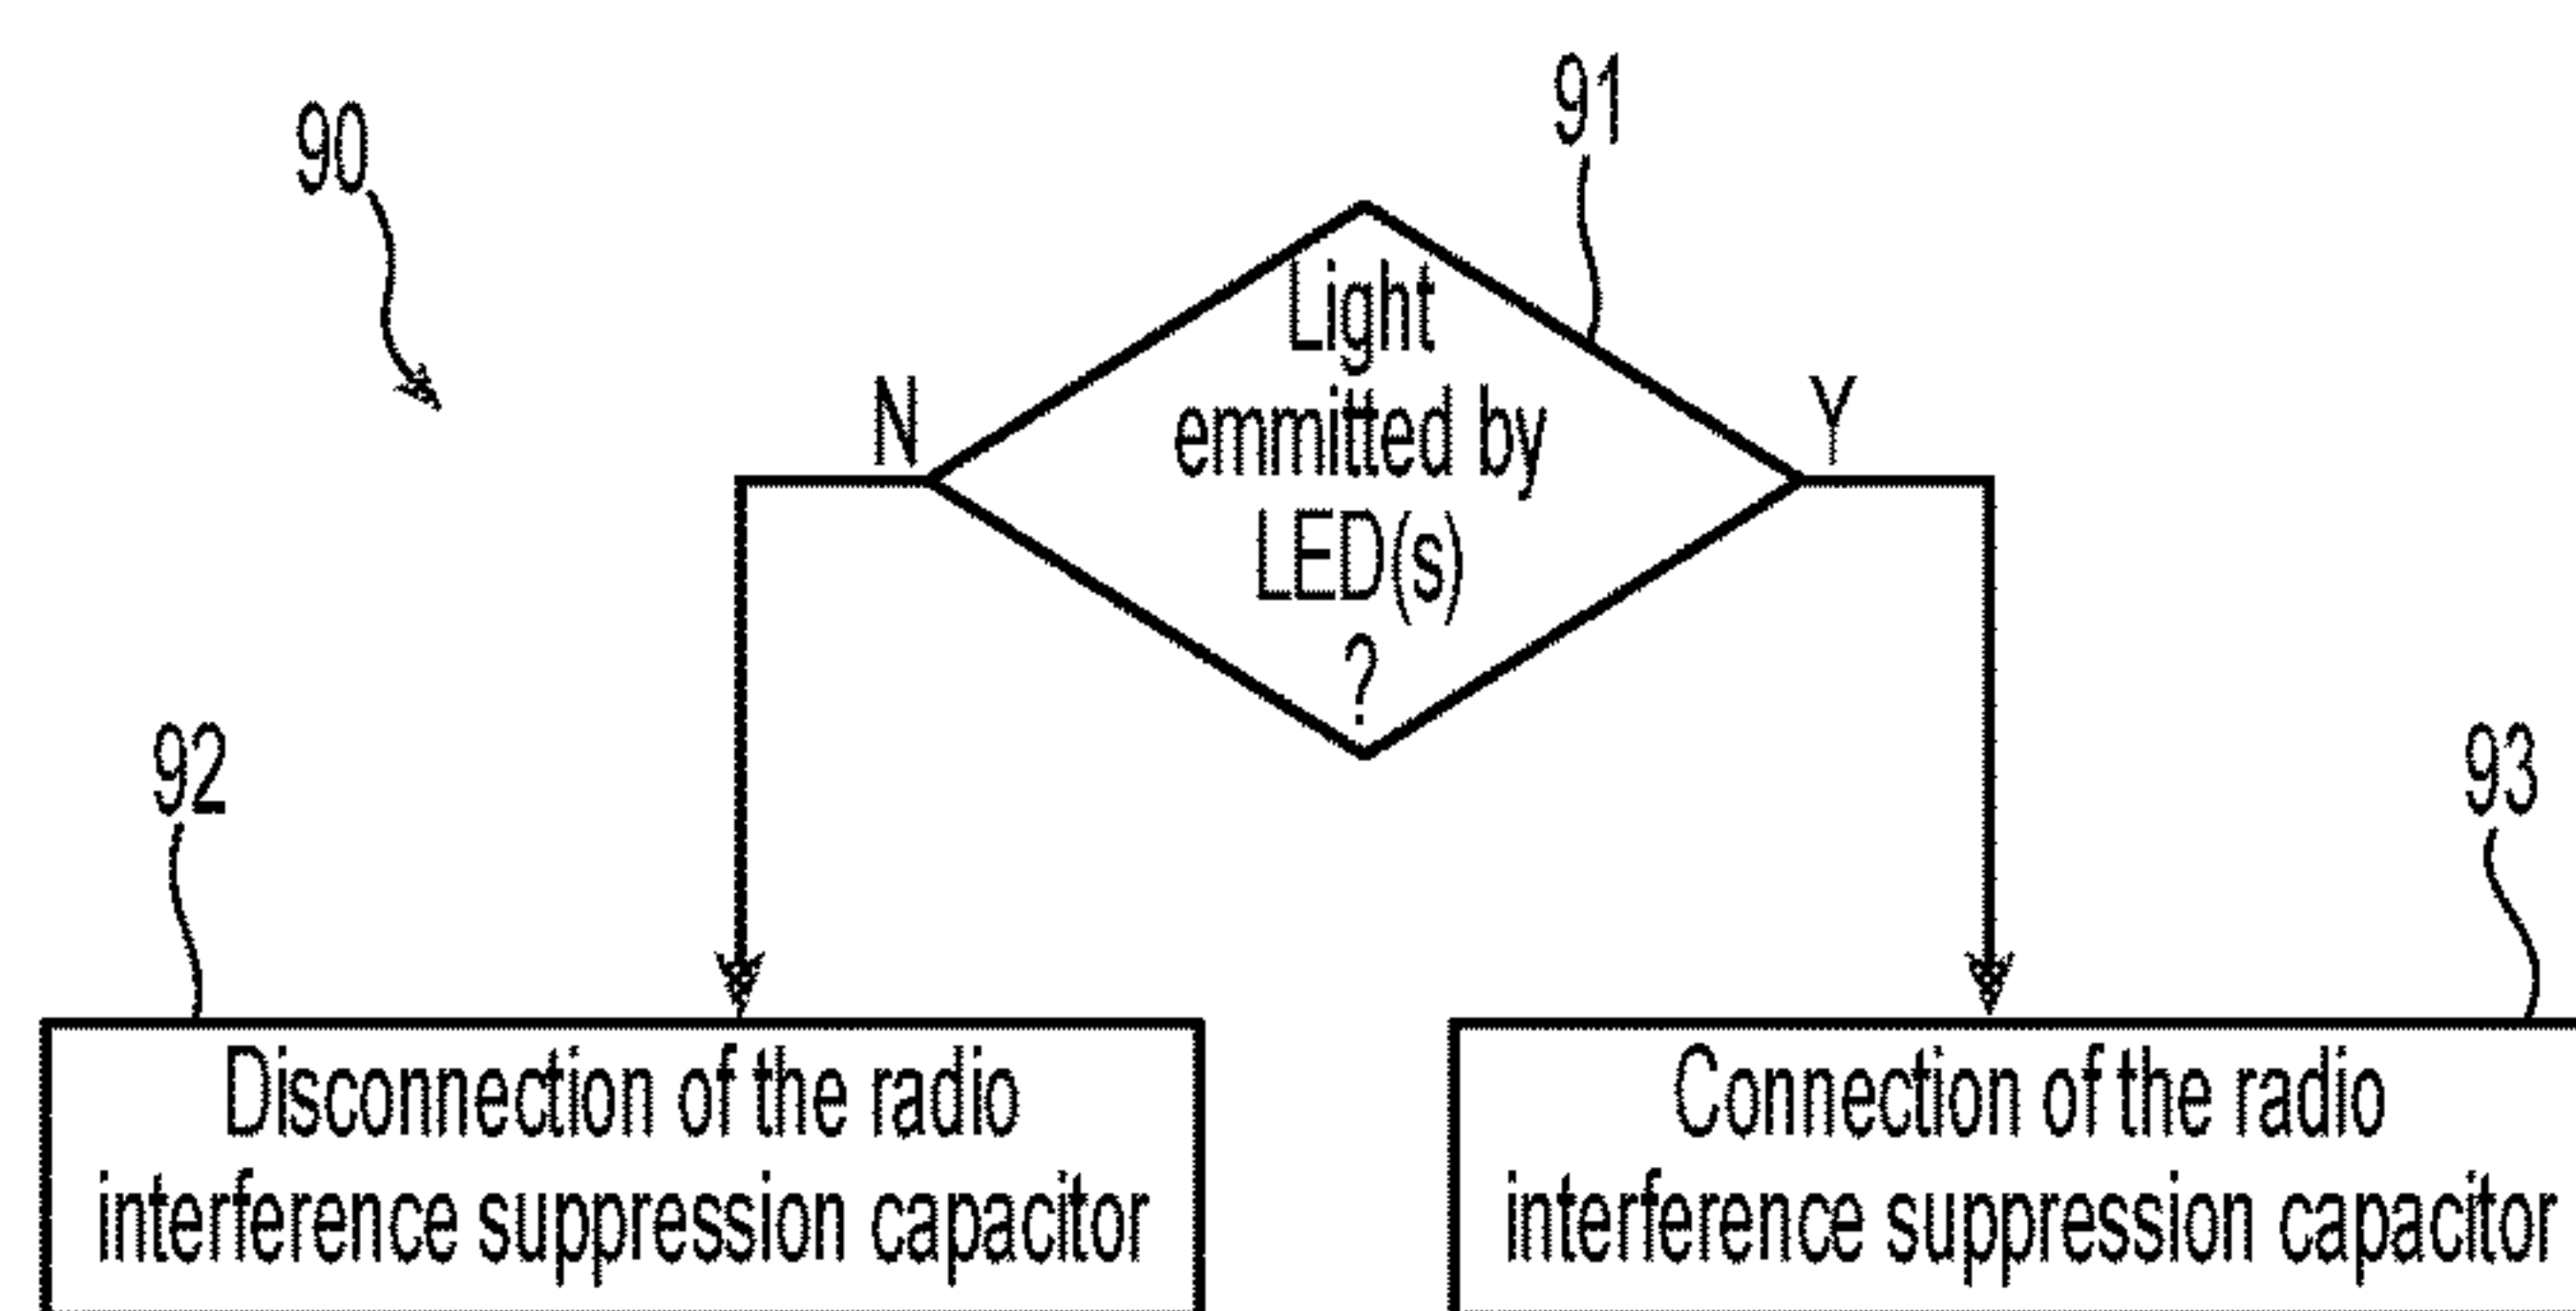 90
91
Light
emmitted by
LED(s)
?
N
Y
92
93
Disconnection of the radio
interference suppression capacitor
Connection of the radio
interference suppression capacitor